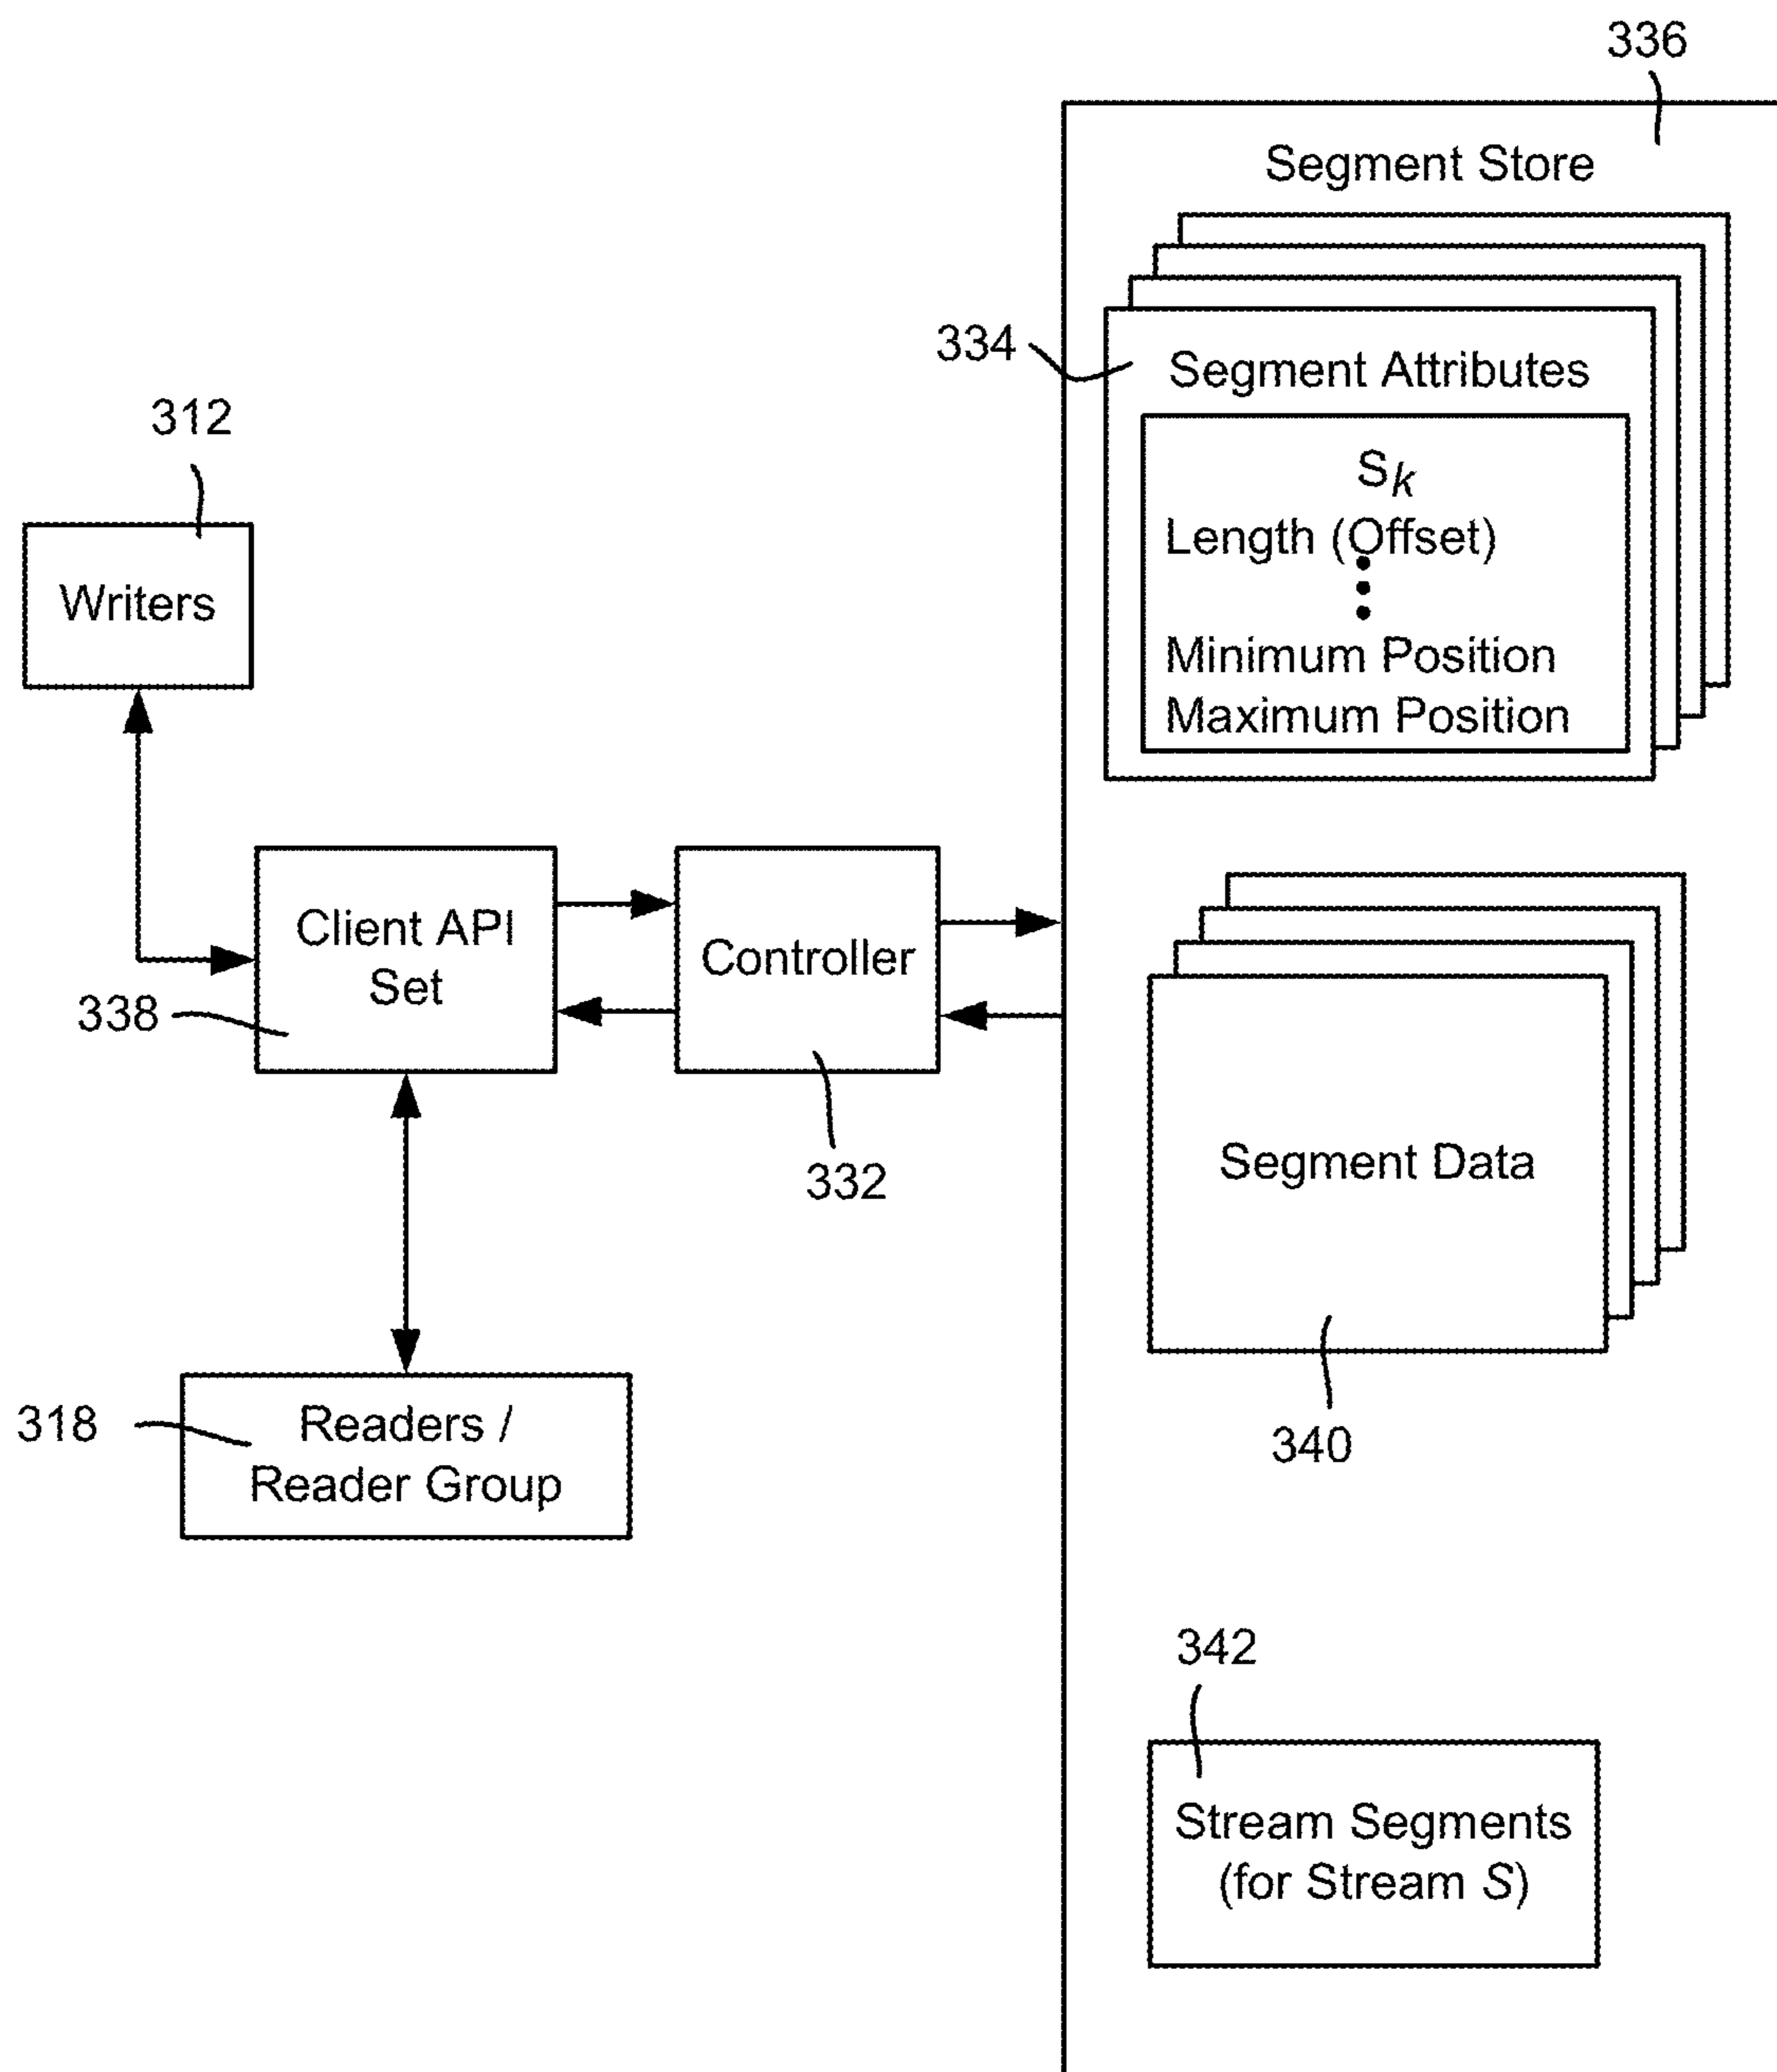 336
Segment Store
334
Segment Attributes
Sk
Length (Offset)
Minimum Position
Maximum Position
312
Writers
Client API
Set
338
Controller
332
Segment Data
340
318
Readers /
Reader Group
342
Stream Segments
(for Stream S)